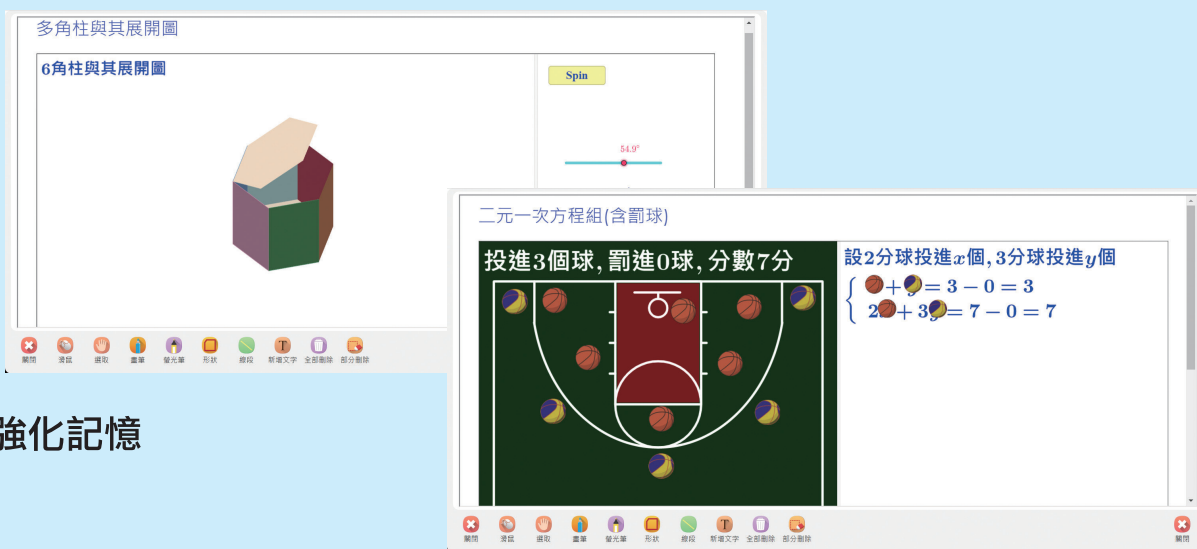 多角柱與其展開圖
6角柱與其展開圖
Spin
54.9°
關閉 滑鼠 選取 畫筆 螢光筆 形狀 線段 新增文字 全部刪除 部分刪除
強化記憶
二元一次方程組(含罰球)
投進3個球, 罰進0球, 分數7分
設2分球投進x個, 3分球投進y個
+ = 3 − 0 = 3
2 + 3 = 7 − 0 = 7
關閉 滑鼠 選取 畫筆 螢光筆 形狀 線段 新增文字 全部刪除 部分刪除 關閉